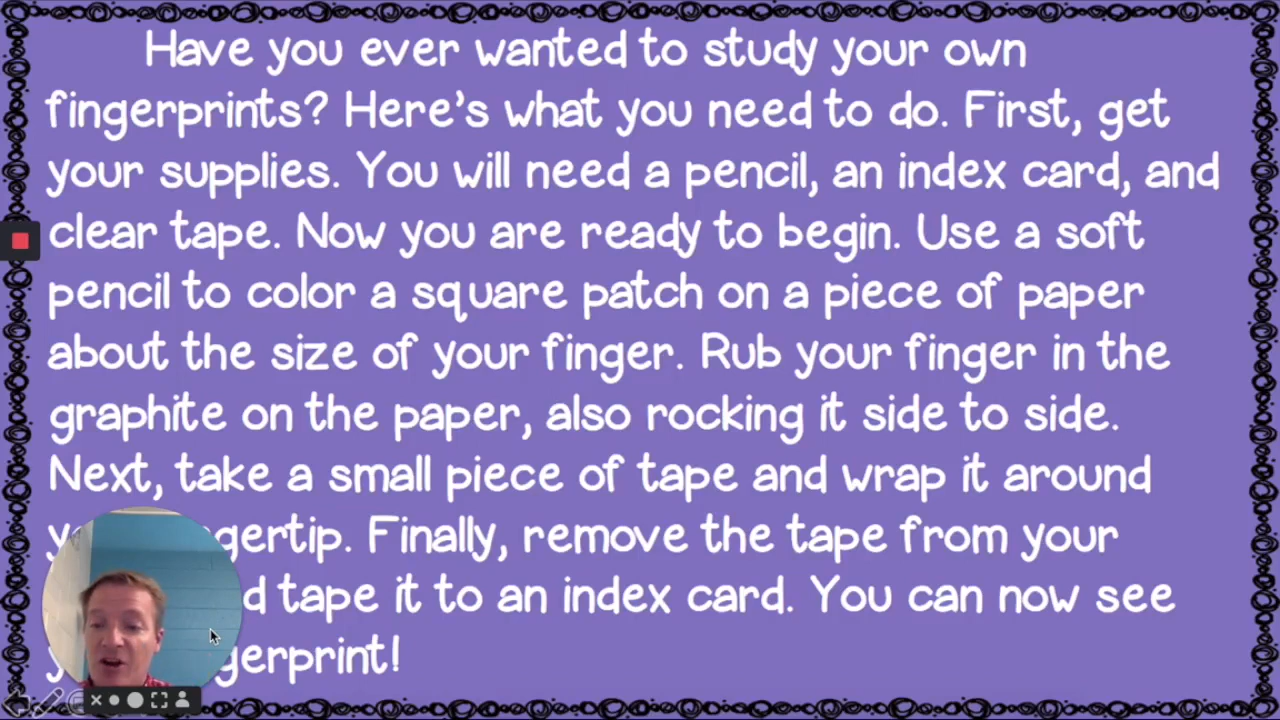 Have you ever wanted to study your own
fingerprints? Here's what you need to do. First, get
your supplies. You will need a pencil, an index card, and
clear tape. Now you are ready to begin. Use a soft
pencil to color a square patch on a piece of paper
about the size of your finger. Rub your finger in the
graphite on the paper, also rocking it side to side.
Next, take a small piece of tape and wrap it around
gertip. Finally, remove the tape from your
d tape it to an index card. You can now see
gerprint!